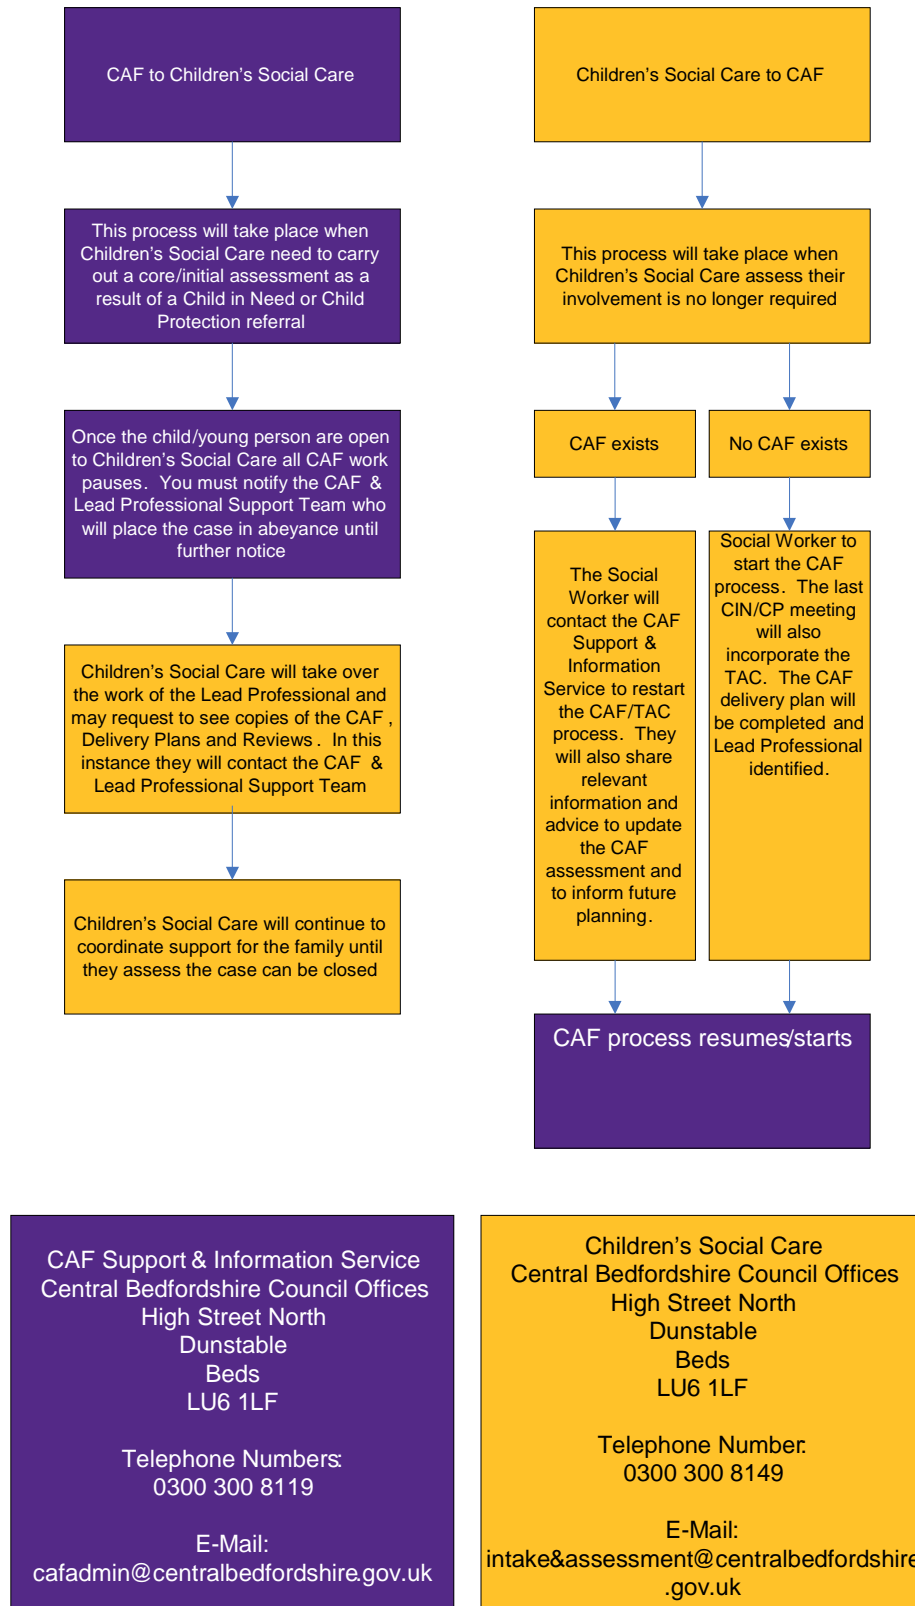 CAF to Children's Social Care
This process will take place when
Children's Social Care need to carry
out a core/initial assessment as a
result of a Child in Need or Child
Protection referral
Once the child/young person are open
to Children's Social Care all CAF work
pauses. You must notify the CAF &
Lead Professional Support Team who
will place the case in abeyance until
further notice
Children's Social Care will take over
the work of the Lead Professional and
may request to see copies of the CAF,
Delivery Plans and Reviews. In this
instance they will contact the CAF &
Lead Professional Support Team
Children's Social Care will continue to
coordinate support for the family until
they assess the case can be closed
Children's Social Care to CAF
This process will take place when
Children's Social Care assess their
involvement is no longer required
CAF exists
The Social
Worker will
contact the CAF
Support &
Information
Service to restart
the CAF/TAC
process. They
will also share
relevant
information and
advice to update
the CAF
assessment and
to inform future
planning.
No CAF exists
Social Worker to
start the CAF
process. The last
CIN/CP meeting
will also
incorporate the
TAC. The CAF
delivery plan will
be completed and
Lead Professional
identified.
CAF process resumes/starts
CAF Support & Information Service
Central Bedfordshire Council Offices
High Street North
Dunstable
Beds
LU6 1LF
Telephone Numbers:
0300 300 8119
E-Mail:
cafadmin@centralbedfordshire.gov.uk
Children's Social Care
Central Bedfordshire Council Offices
High Street North
Dunstable
Beds
LU6 1LF
Telephone Number:
0300 300 8149
E-Mail:
intake&assessment@centralbedfordshire
.gov.uk